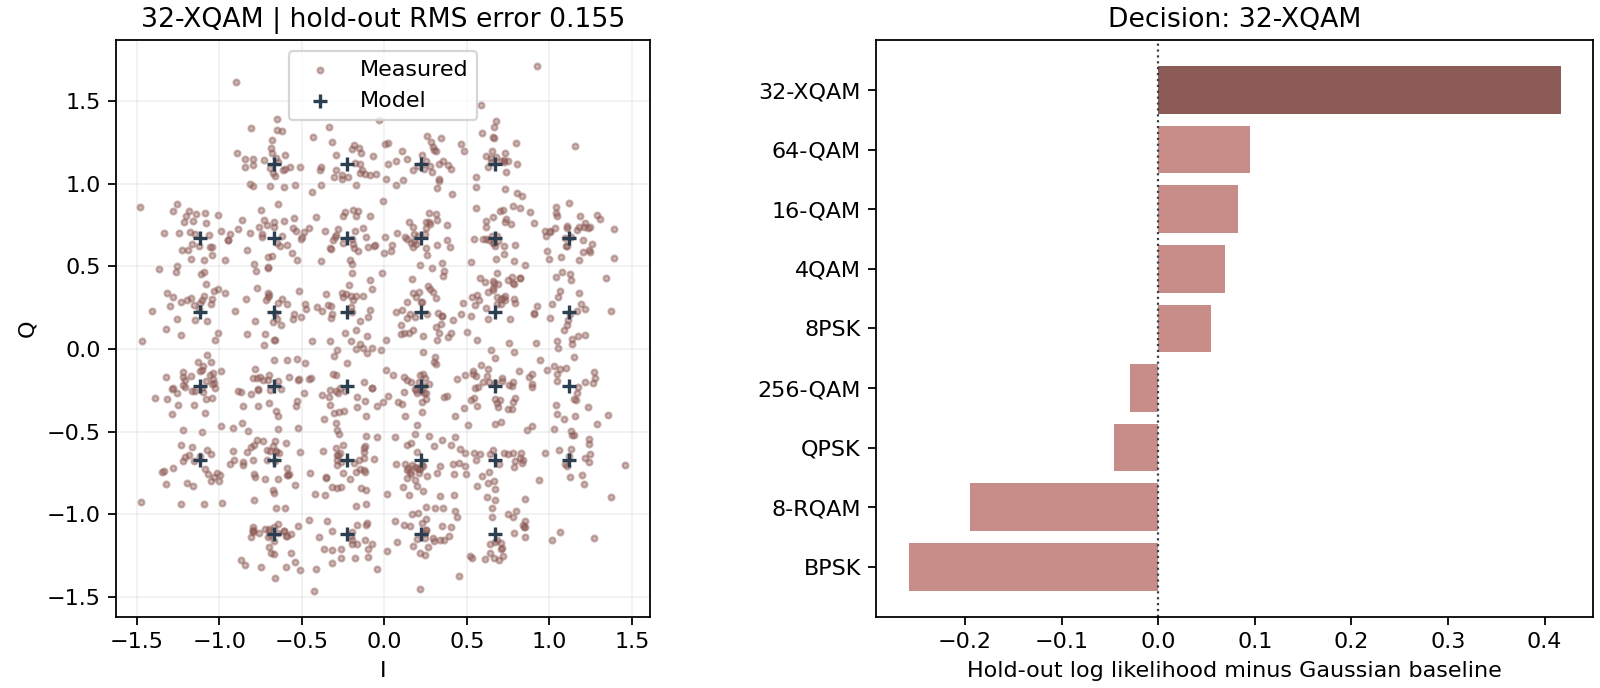 32-XQAM | hold-out RMS error 0.155
Measured
Model
1.5
1.0
0.5
0.0
−0.5
−1.0
−1.5
Q
−1.5
−1.0
−0.5
0.0
0.5
1.0
1.5
I
Decision: 32-XQAM
32-XQAM
64-QAM
16-QAM
4QAM
8PSK
256-QAM
QPSK
8-RQAM
BPSK
−0.2
−0.1
0.0
0.1
0.2
0.3
0.4
Hold-out log likelihood minus Gaussian baseline